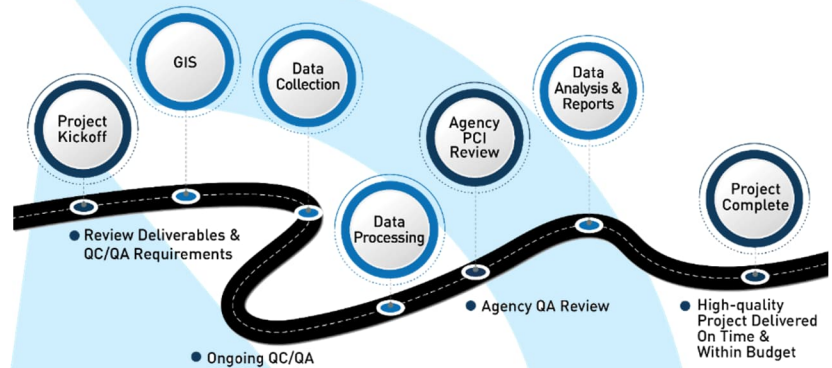 Project
Kickoff
GIS
Data
Collection
Data
Processing
Agency
PCI
Review
Data
Analysis &
Reports
Project
Complete
Review Deliverables &
QC/QA Requirements
Ongoing QC/QA
Agency QA Review
High-quality
Project Delivered
On Time &
Within Budget